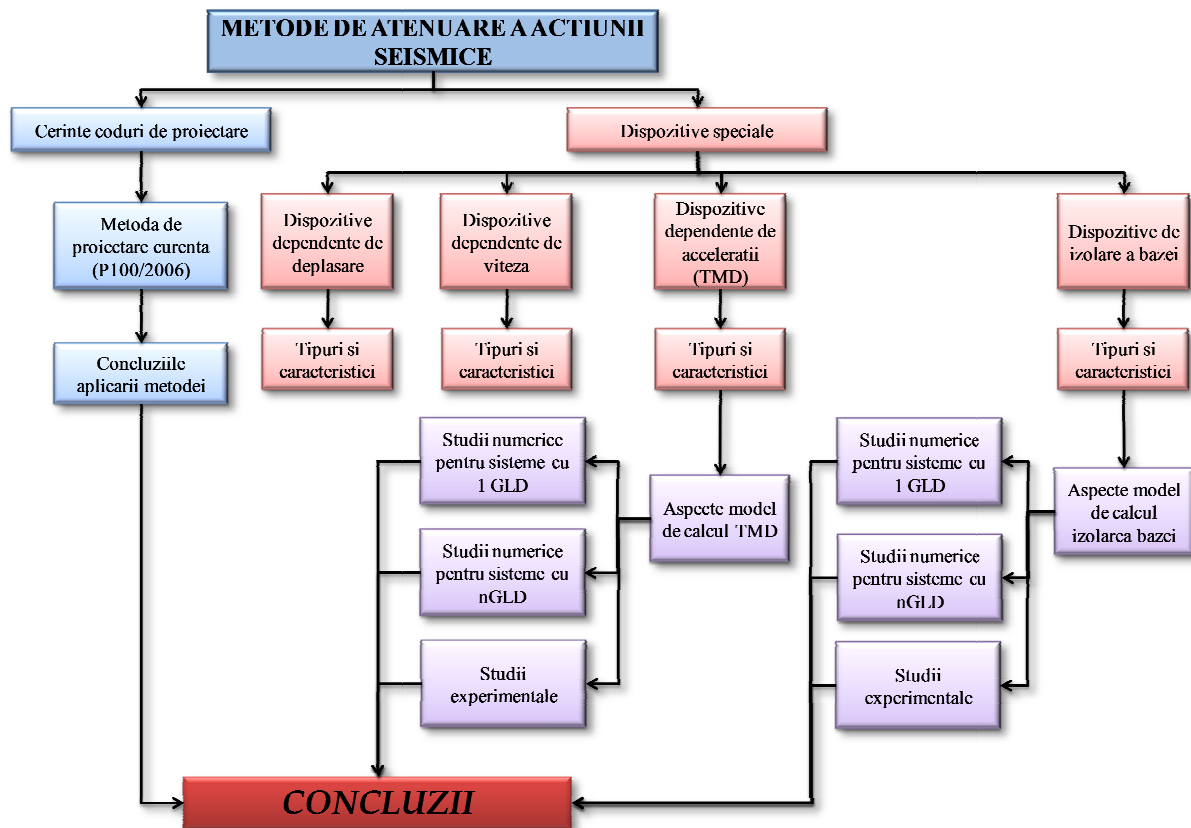 METODE DE ATENUARE A ACTIUNII
SEISMICE
Cerinte coduri de proiectare
Dispozitive speciale
Metoda de
proiectare curenta
(P100/2006)
Dispozitive
dependente de
deplasare
Dispozitive
dependente de
viteza
Dispozitive
dependente de
acceleratii
(TMD)
Dispozitive de
izolare a bazei
Concluziile
aplicarii metodei
Tipuri si
caracteristici
Tipuri si
caracteristici
Tipuri si
caracteristici
Tipuri si
caracteristici
Studii numerice
pentru sisteme cu
1 GLD
Studii numerice
pentru sisteme cu
nGLD
Studii
experimentale
Aspecte model
de calcul TMD
Studii numerice
pentru sisteme cu
1 GLD
Studii numerice
pentru sisteme cu
nGLD
Studii
experimentale
Aspecte model
de calcul
izolarea bazei
CONCLUZII